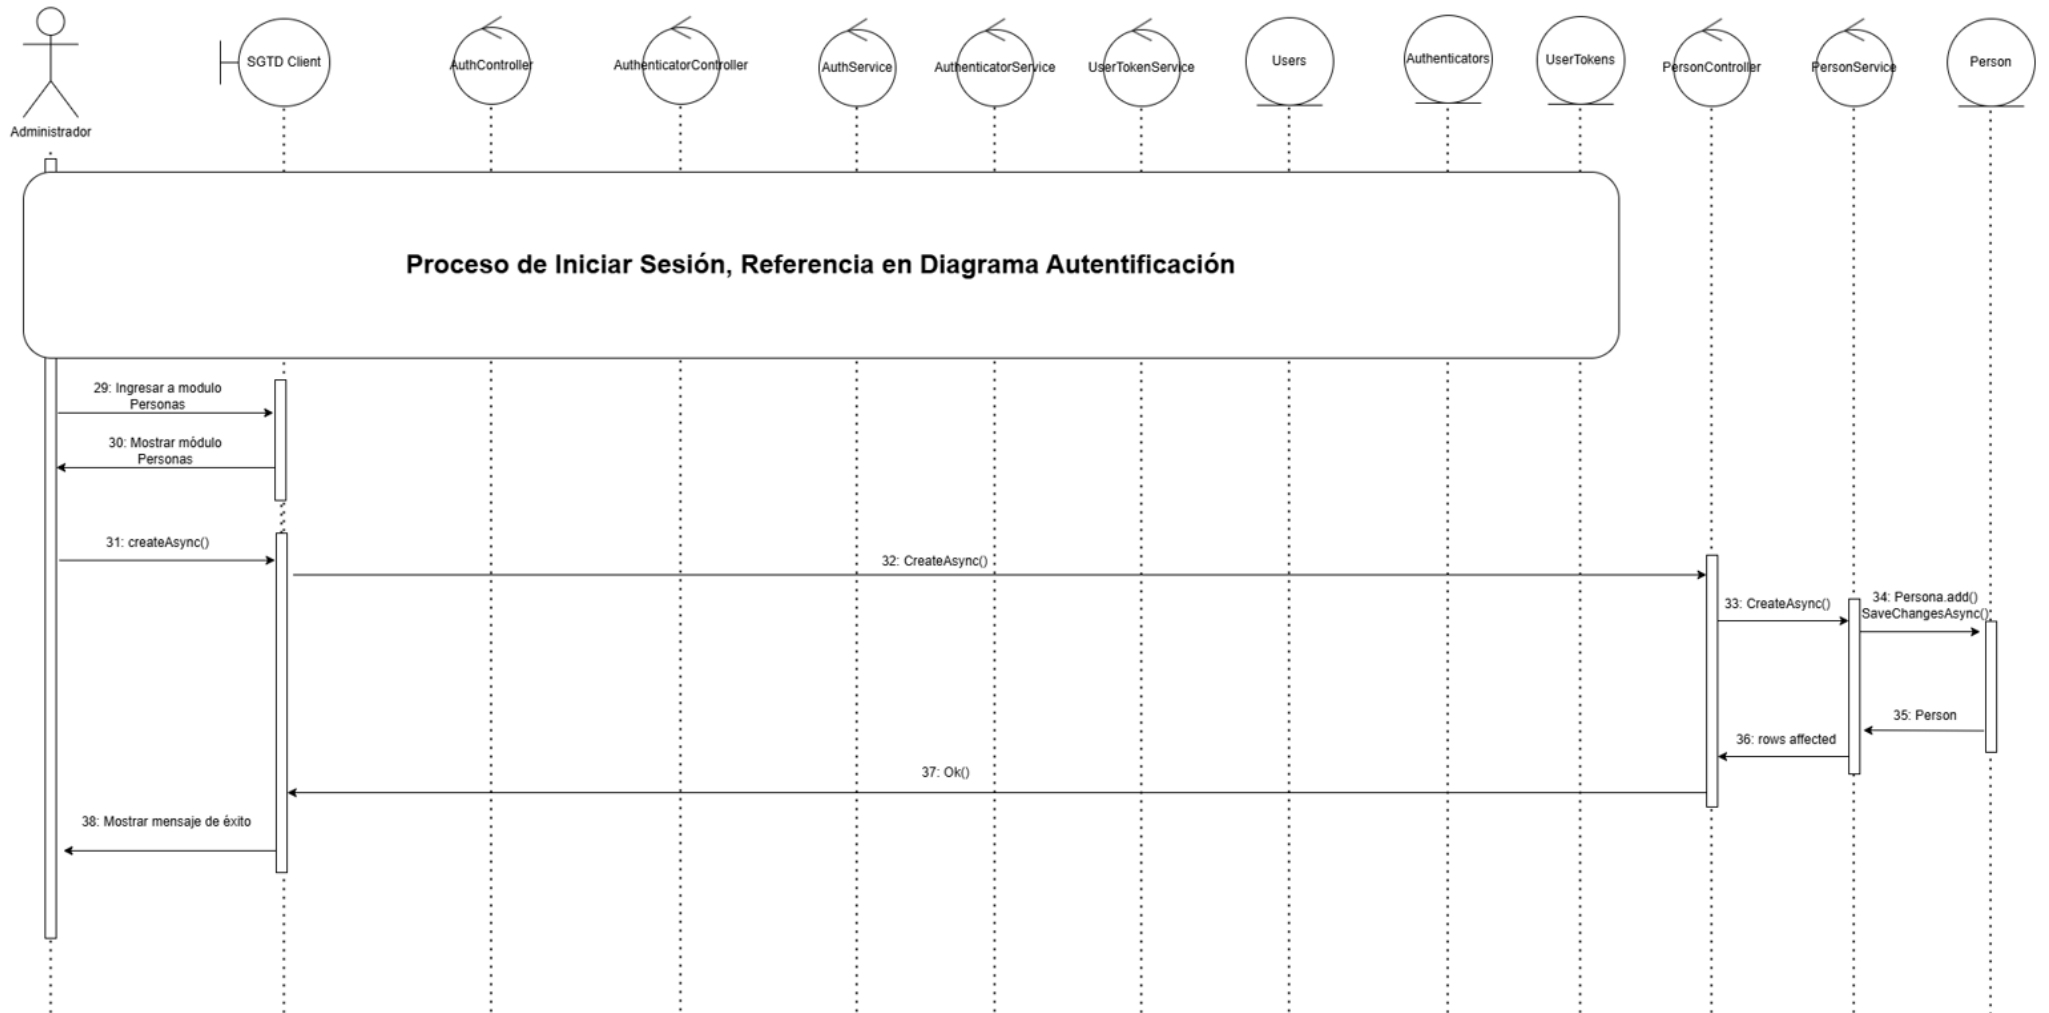 SGTD Client
AuthController
AuthenticatorController
AuthService
AuthenticatorService
UserTokenService
Users
Authenticators
UserTokens
PersonController
PersonService
Person
Administrador
Proceso de Iniciar Sesión, Referencia en Diagrama Autentificación
29: Ingresar a modulo
Personas
30: Mostrar módulo
Personas
31: createAsync()
32: CreateAsync()
33: CreateAsync()
34: Persona.add()
SaveChangesAsync()
35: Person
36: rows affected
37: Ok()
38: Mostrar mensaje de éxito